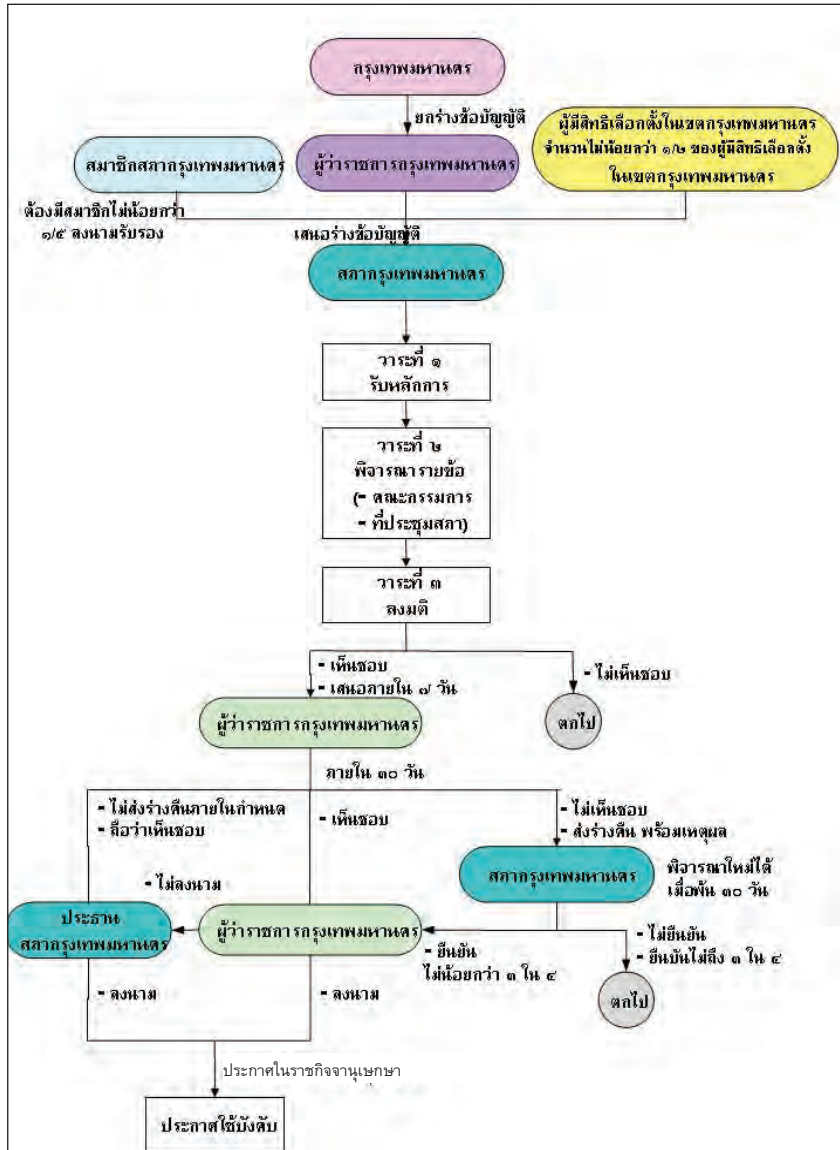 กรุงเทพมหานคร
ยกร่างข้อบัญญัติ
สมาชิกสภากรุงเทพมหานคร
ผู้ว่าราชการกรุงเทพมหานคร
ผู้มีสิทธิเลือกตั้งในเขตกรุงเทพมหานคร
จำนวนไม่น้อยกว่า ๑/๒ ของผู้มีสิทธิเลือกตั้ง
ในเขตกรุงเทพมหานคร
ต้องมีสมาชิกไม่น้อยกว่า
๑/๕ ลงนามรับรอง
เสนอร่างข้อบัญญัติ
สภากรุงเทพมหานคร
วาระที่ ๑
รับหลักการ
วาระที่ ๒
พิจารณารายข้อ
(- คณะกรรมการ
- ที่ประชุมสภา)
วาระที่ ๓
ลงมติ
- เห็นชอบ
- เสนอภายใน ๗ วัน
- ไม่เห็นชอบ
ผู้ว่าราชการกรุงเทพมหานคร
ตกไป
ภายใน ๓๐ วัน
- ไม่ส่งร่างคืนภายในกำหนด
- ถือว่าเห็นชอบ
- เห็นชอบ
- ไม่เห็นชอบ
- ส่งร่างคืน พร้อมเหตุผล
สภากรุงเทพมหานคร
พิจารณาใหม่ได้
เมื่อพ้น ๓๐ วัน
- ไม่ลงนาม
ประธาน
สภากรุงเทพมหานคร
ผู้ว่าราชการกรุงเทพมหานคร
- ยืนยัน
ไม่น้อยกว่า ๓ ใน ๔
- ไม่ยืนยัน
- ยืนยันไม่ถึง ๓ ใน ๔
- ลงนาม
- ลงนาม
ตกไป
ประกาศในราชกิจจานุเษกษา
ประกาศใช้บังคับ